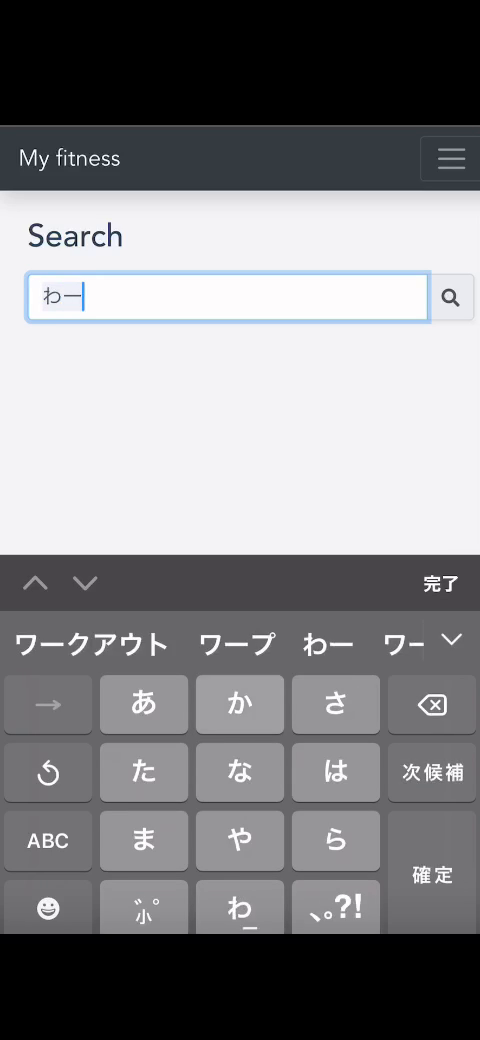 My fitness
Search
わー
完了
ワークアウト ワープ わー ワー
→ あ か さ
た な は 次候補
ABC ま や ら 確定
小 わ 、。?!